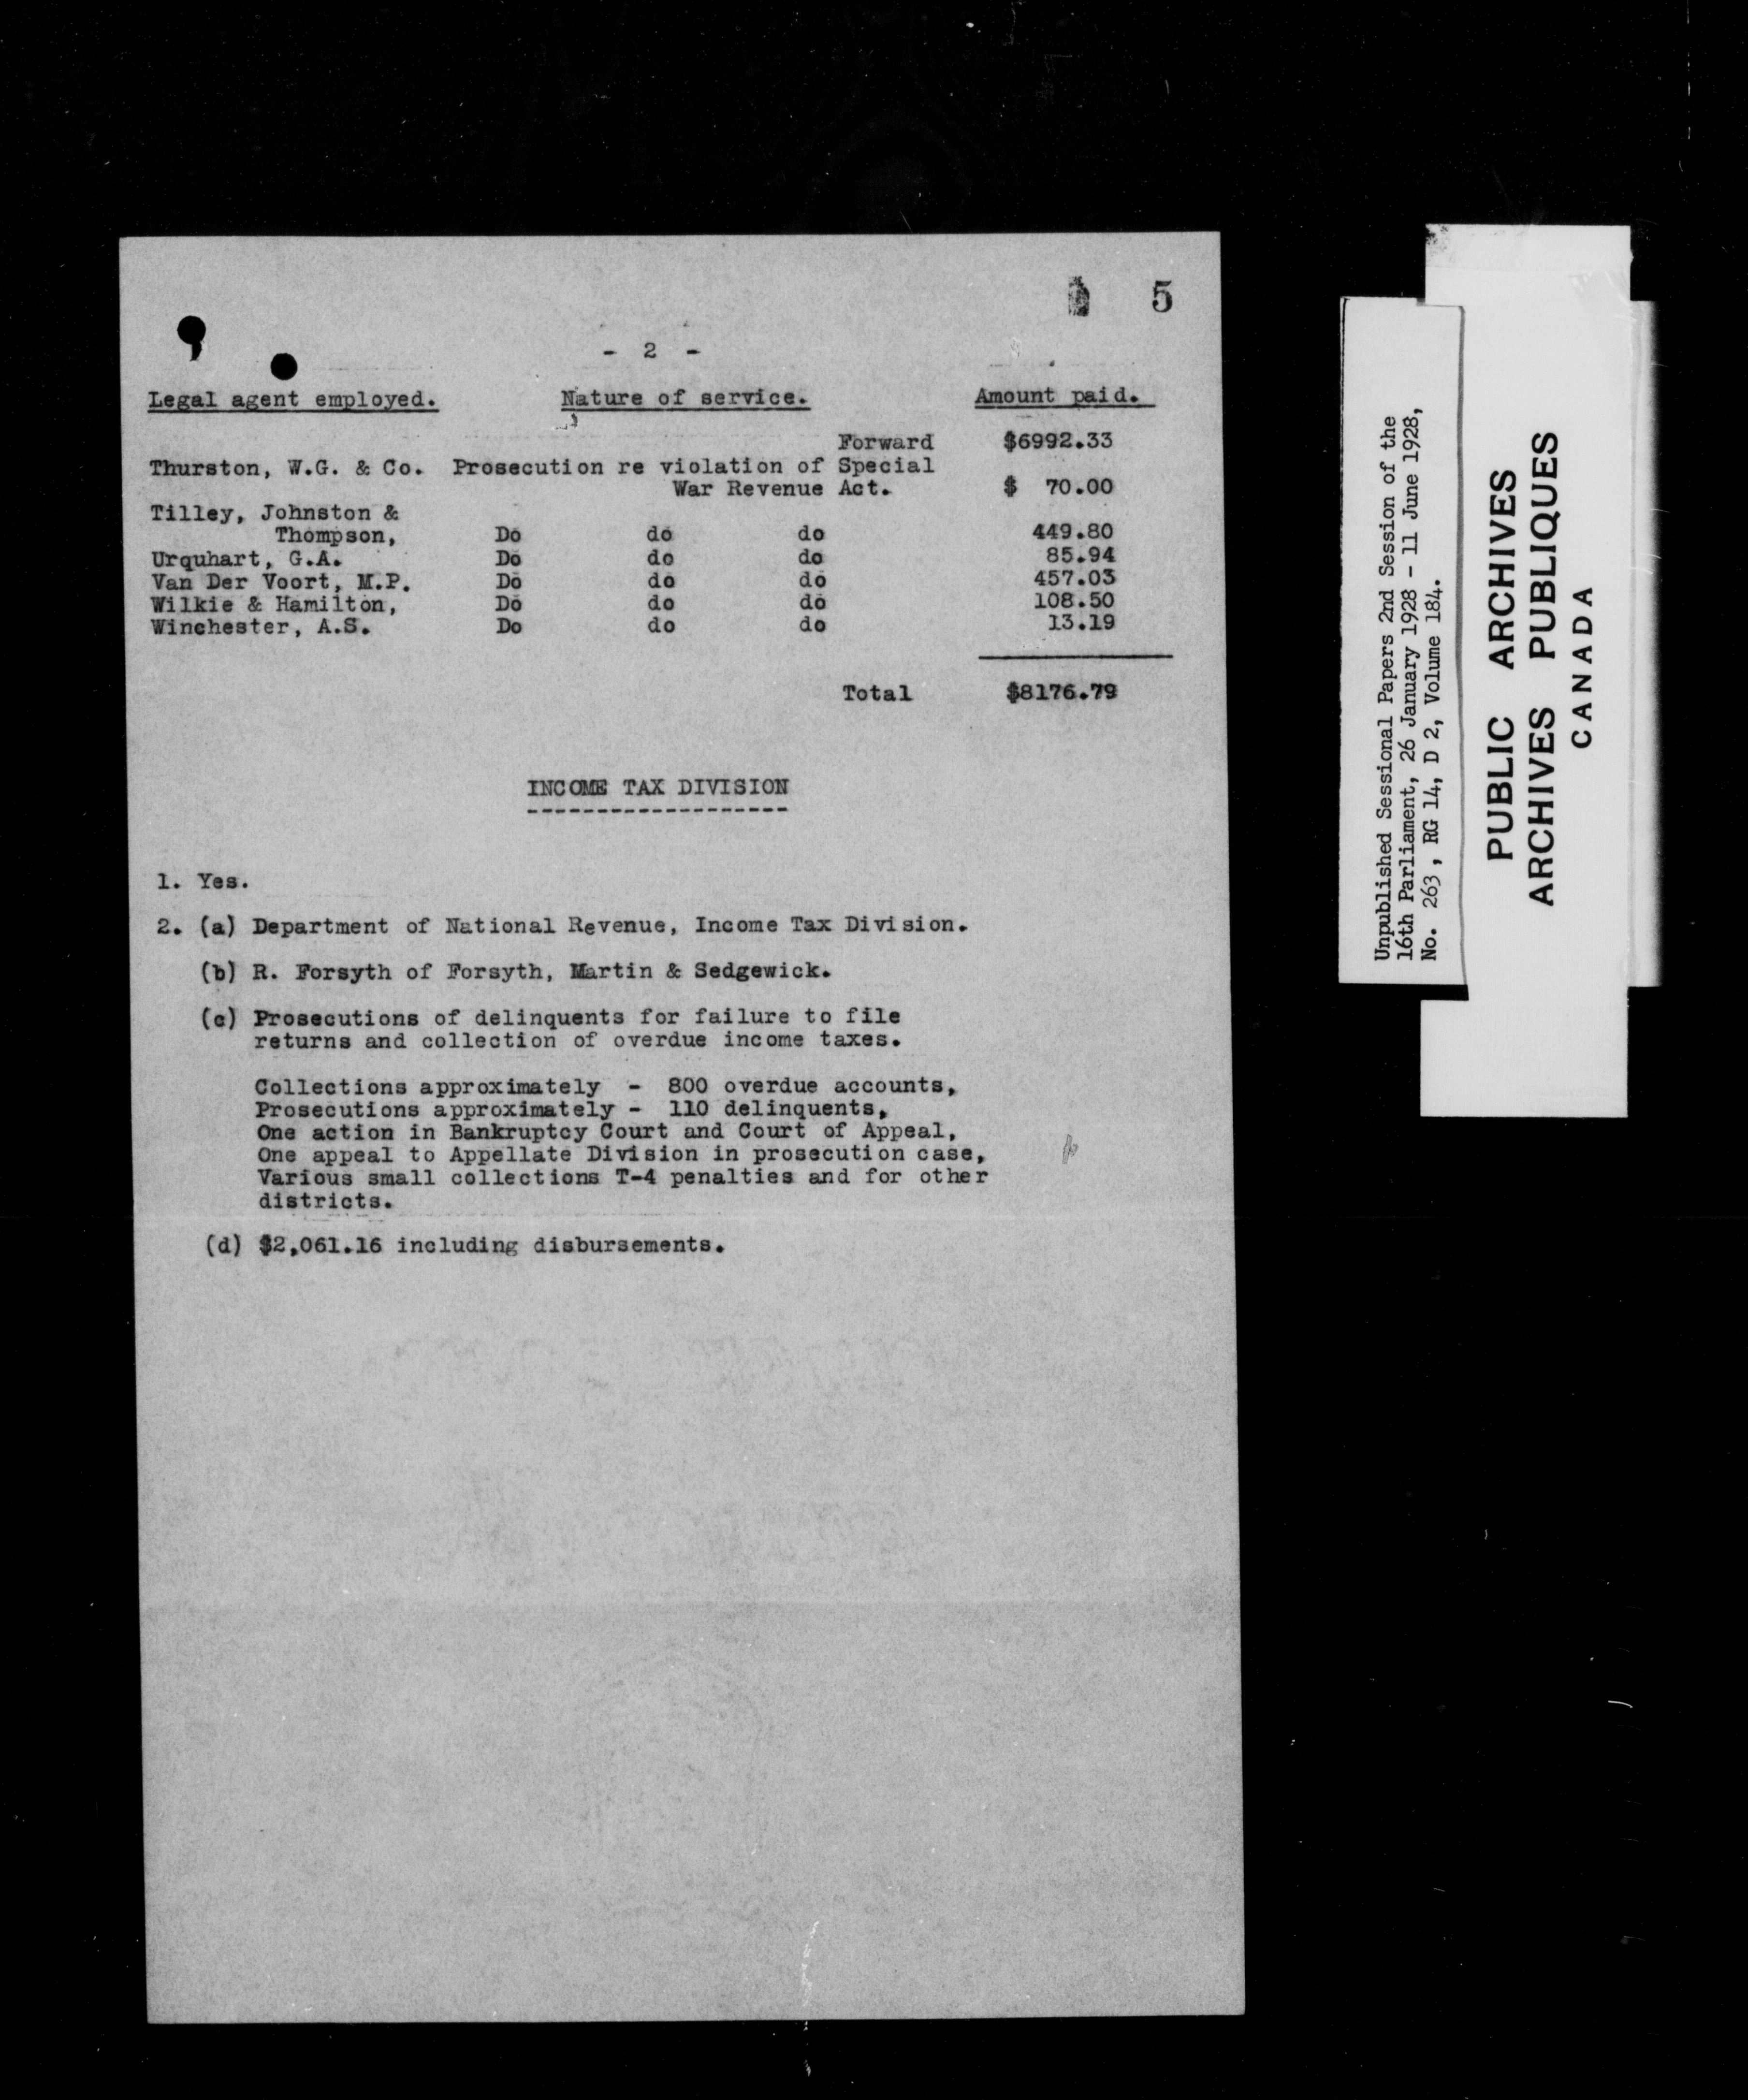 5
- 2 -
Legal agent employed. Nature of service. Amount paid.
Forward $6992.33
Thurston, W.G. & Co. Prosecution re violation of Special
War Revenue Act. $ 70.00
Tilley, Johnston &
Thompson, Do do do 449.80
Urquhart, G.A. Do do do 85.94
Van Der Voort, M.P. Do do do 457.03
Wilkie & Hamilton, Do do do 108.50
Winchester, A.S. Do do do 13.19
Total $8176.79
INCOME TAX DIVISION
-------------------
1. Yes.
2. (a) Department of National Revenue, Income Tax Division.
(b) R. Forsyth of Forsyth, Martin & Sedgewick.
(c) Prosecutions of delinquents for failure to file
returns and collection of overdue income taxes.
Collections approximately - 800 overdue accounts,
Prosecutions approximately - 110 delinquents,
One action in Bankruptcy Court and Court of Appeal,
One appeal to Appellate Division in prosecution case,
Various small collections T-4 penalties and for other
districts.
(d) $2,061.16 including disbursements.
Unpublished Sessional Papers 2nd Session of the
16th Parliament, 26 January 1928 - 11 June 1928,
No. 263, RG 14, D 2, Volume 184.
PUBLIC ARCHIVES
ARCHIVES PUBLIQUES
CANADA